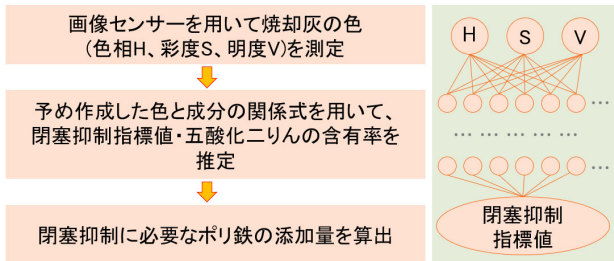 画像センサーを用いて焼却灰の色
(色相H、彩度S、明度V)を測定
予め作成した色と成分の関係式を用いて、
閉塞抑制指標値・五酸化二りんの含有率を
推定
閉塞抑制に必要なポリ鉄の添加量を算出
H S V
…
… … … …
…
閉塞抑制
指標値